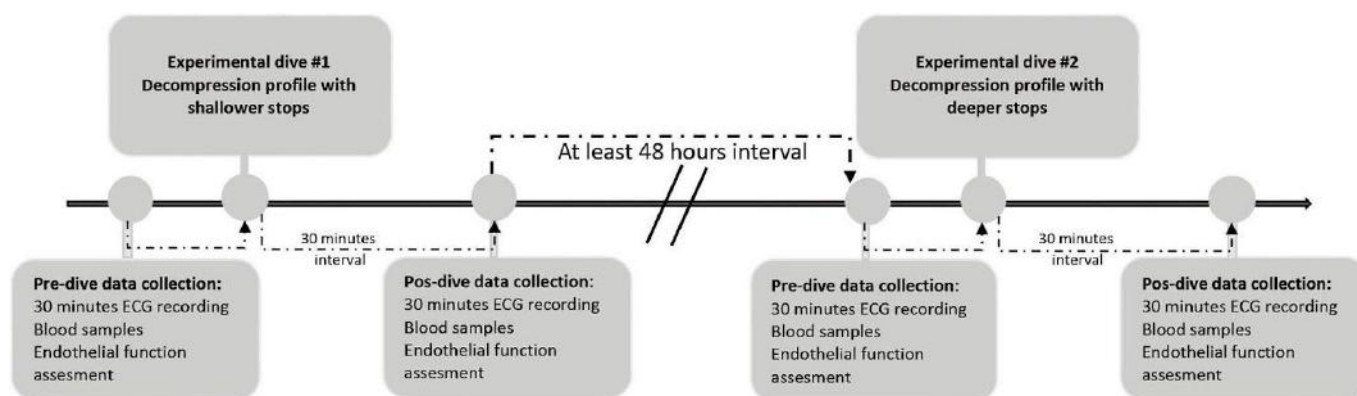 Experimental dive #1
Decompression profile with
shallower stops
Experimental dive #2
Decompression profile with
deeper stops
At least 48 hours interval
30 minutes
interval
30 minutes
interval
Pre-dive data collection:
30 minutes ECG recording
Blood samples
Endothelial function
assesment
Pos-dive data collection:
30 minutes ECG recording
Blood samples
Endothelial function
assesment
Pre-dive data collection:
30 minutes ECG recording
Blood samples
Endothelial function
assesment
Pos-dive data collection:
30 minutes ECG recording
Blood samples
Endothelial function
assesment